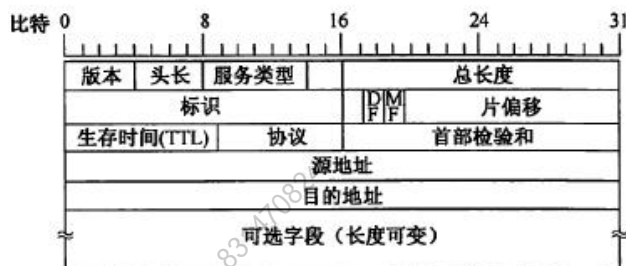 比特 0 8 16 24 31
版本 头长 服务类型 总长度
标识 DF MF 片偏移
生存时间(TTL) 协议 首部检验和
源地址
目的地址
可选字段（长度可变）